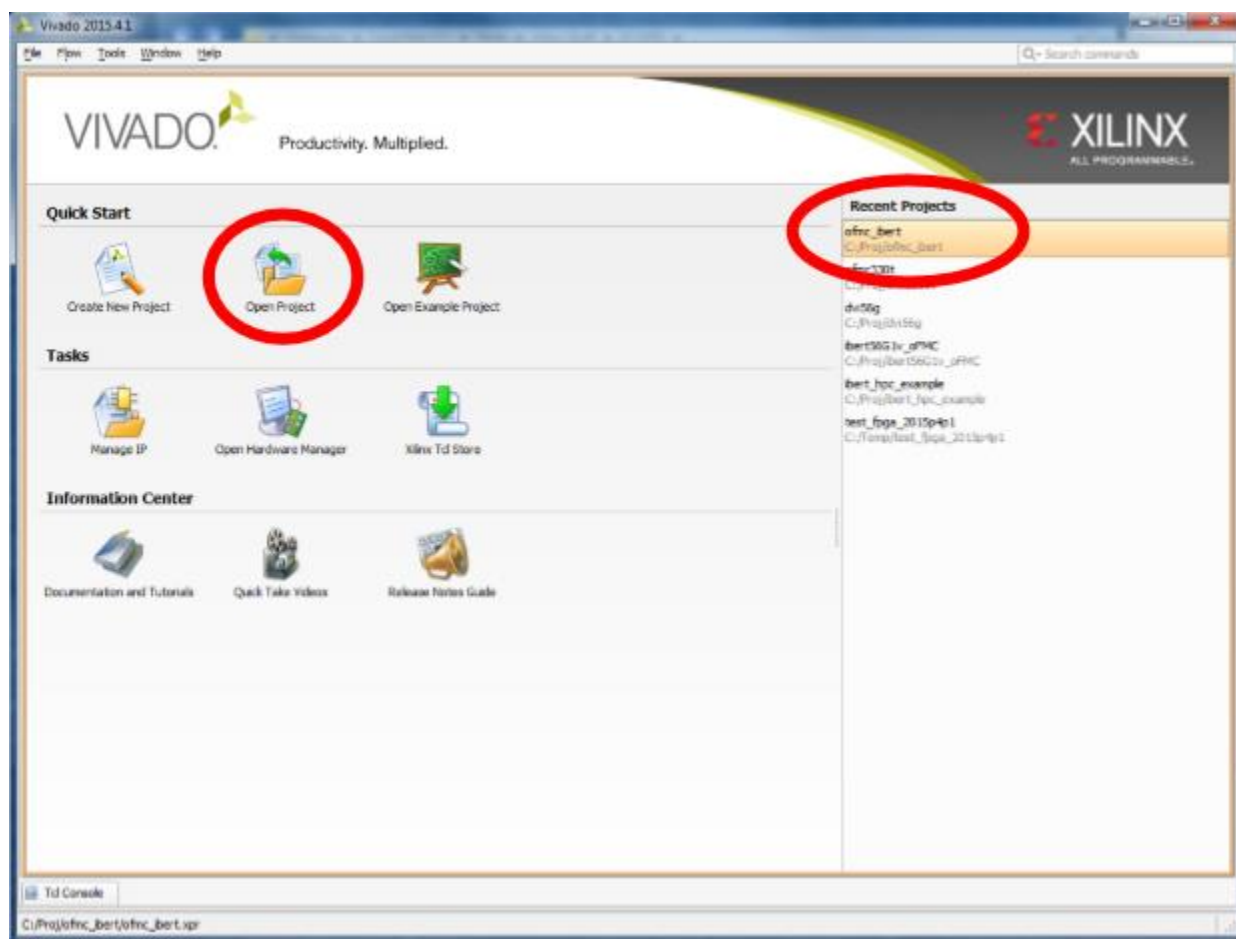 Vivado 2015.4.1
File Flow Tools Window Help
Search commands
VIVADO.
Productivity. Multiplied.
XILINX
ALL PROGRAMMABLE.
Quick Start
Create New Project
Open Project
Open Example Project
Tasks
Manage IP
Open Hardware Manager
Xilinx Tcl Store
Information Center
Documentation and Tutorials
Quick Take Videos
Release Notes Guide
Recent Projects
ofmc_ibert
C:/Proj/ofmc_ibert
C:/Proj/
ibert_hpc_example
C:/Proj/ibert_hpc_example
test_fpga_2015p4p1
C:/Temp/test_fpga_2015p4p1
Tcl Console
C:/Proj/ofmc_ibert/ofmc_ibert.xpr